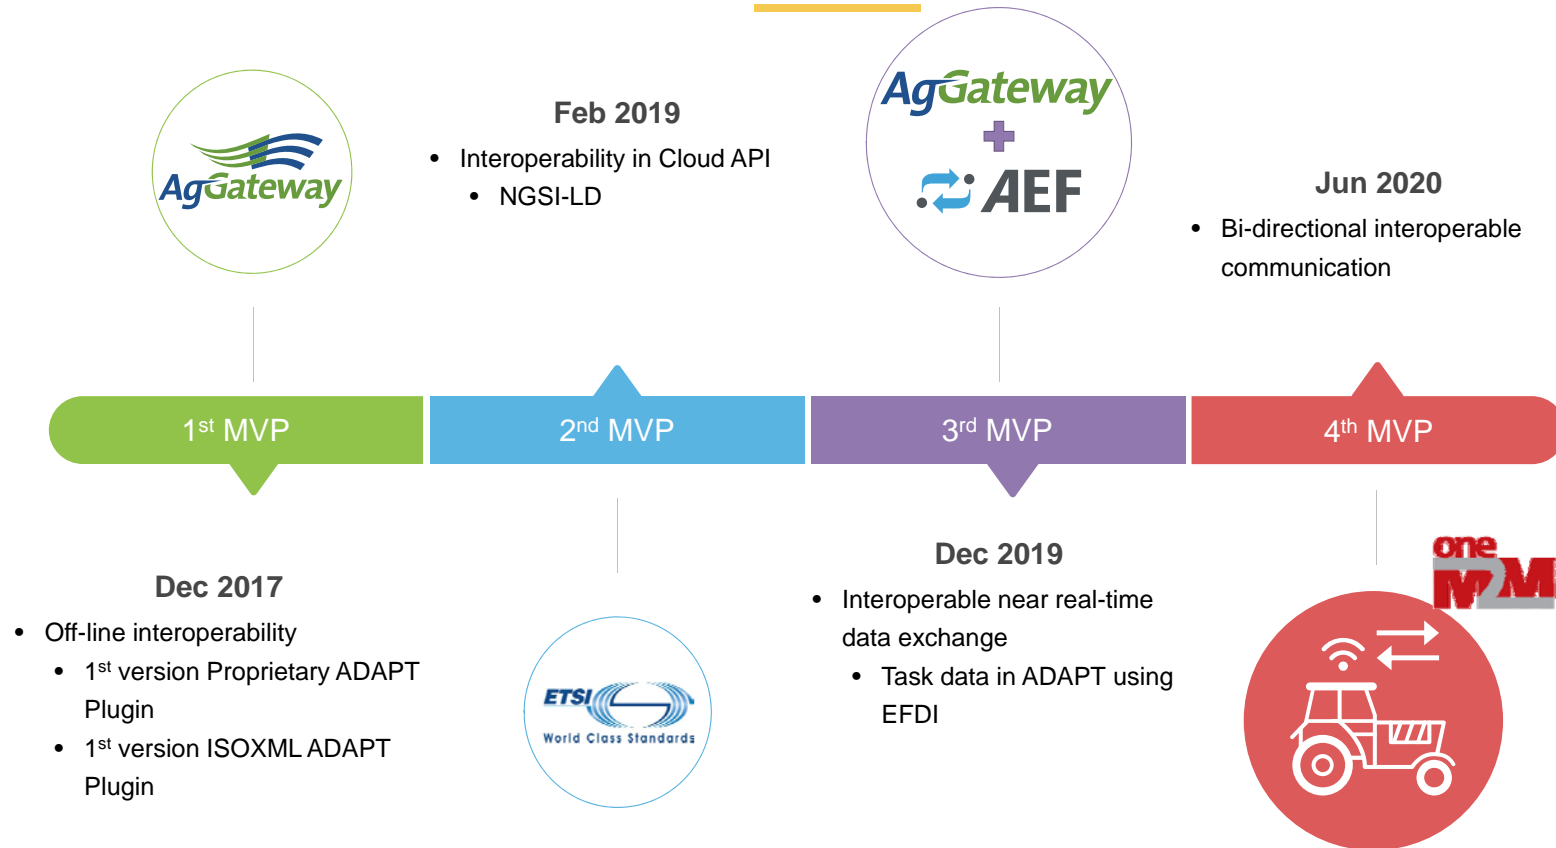 AgGateway
Feb 2019
• Interoperability in Cloud API
• NGSI-LD
AgGateway
AEF
Jun 2020
• Bi-directional interoperable
communication
1st MVP
2nd MVP
3rd MVP
4th MVP
Dec 2017
• Off-line interoperability
• 1st version Proprietary ADAPT
Plugin
• 1st version ISOXML ADAPT
Plugin
ETSI
World Class Standards
Dec 2019
• Interoperable near real-time
data exchange
• Task data in ADAPT using
EFDI
one
M2M